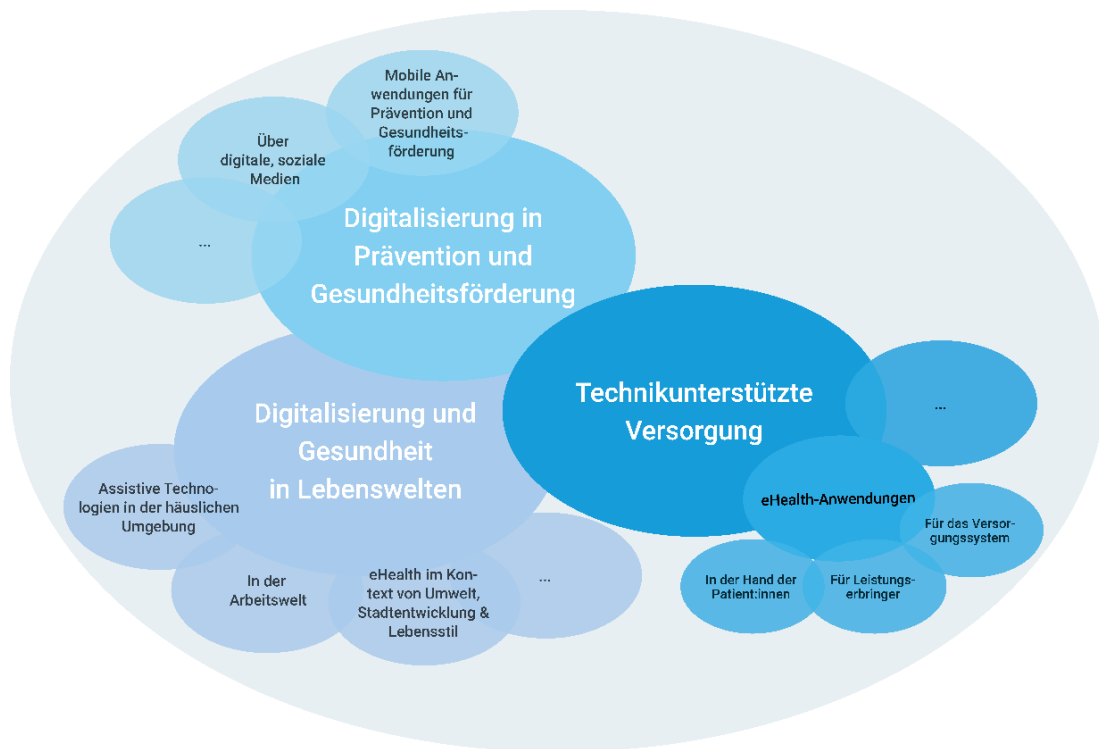 Mobile An-
wendungen für
Prävention und
Gesundheits-
förderung
Über
digitale, soziale
Medien
...
Digitalisierung in
Prävention und
Gesundheitsförderung
Technikunterstützte
Versorgung
...
eHealth-Anwendungen
Für das Versor-
gungssystem
Für Leistungs-
erbringer
In der Hand der
Patient:innen
Digitalisierung und
Gesundheit
in Lebenswelten
Assistive Techno-
logien in der häuslichen
Umgebung
In der
Arbeitswelt
eHealth im Kon-
text von Umwelt,
Stadtentwicklung &
Lebensstil
...